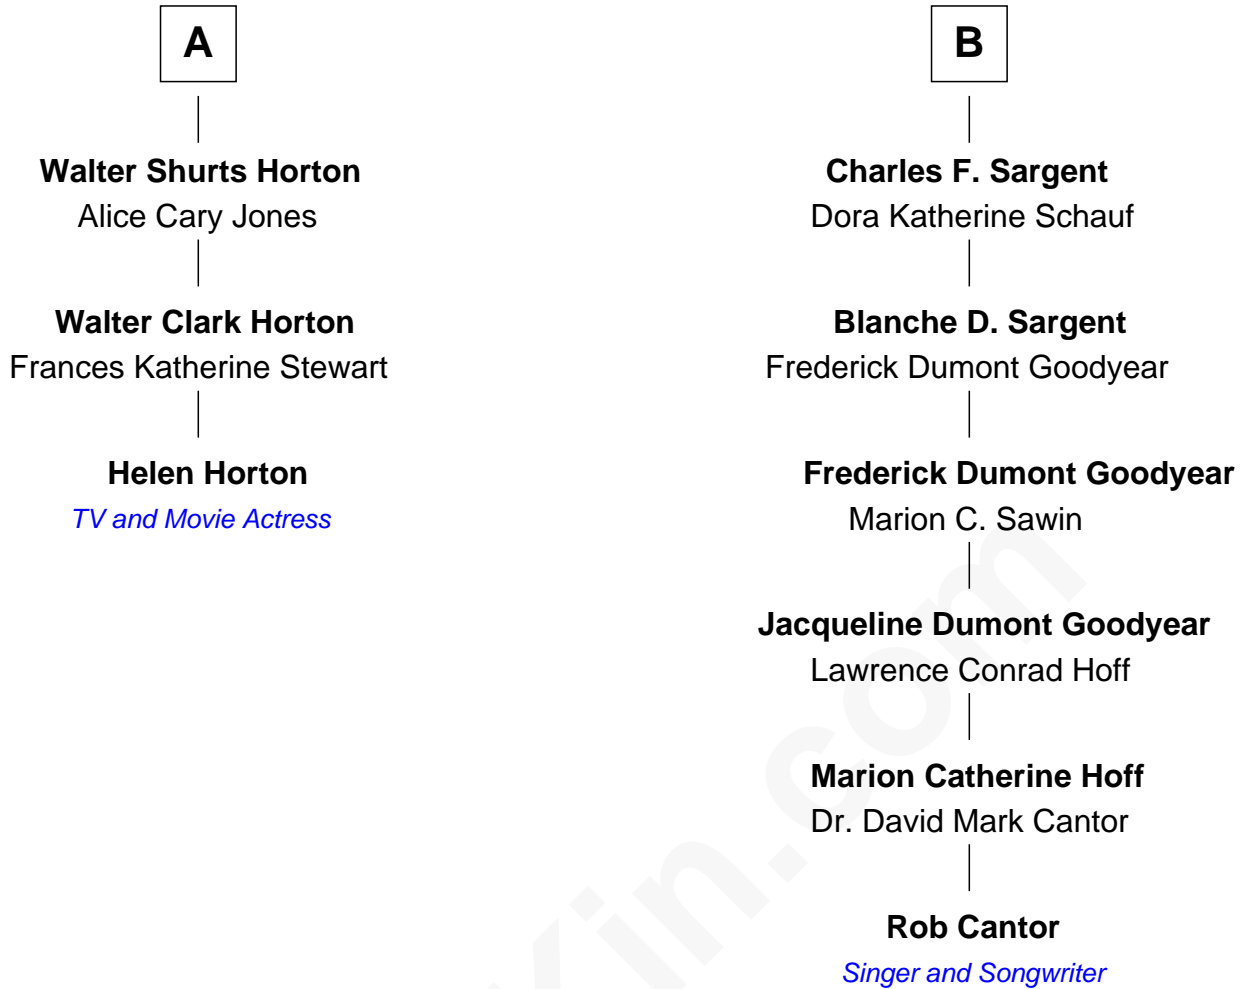 A
Walter Shurts Horton
Alice Cary Jones
Walter Clark Horton
Frances Katherine Stewart
Helen Horton
TV and Movie Actress
B
Charles F. Sargent
Dora Katherine Schauf
Blanche D. Sargent
Frederick Dumont Goodyear
Frederick Dumont Goodyear
Marion C. Sawin
Jacqueline Dumont Goodyear
Lawrence Conrad Hoff
Marion Catherine Hoff
Dr. David Mark Cantor
Rob Cantor
Singer and Songwriter
Kin.com